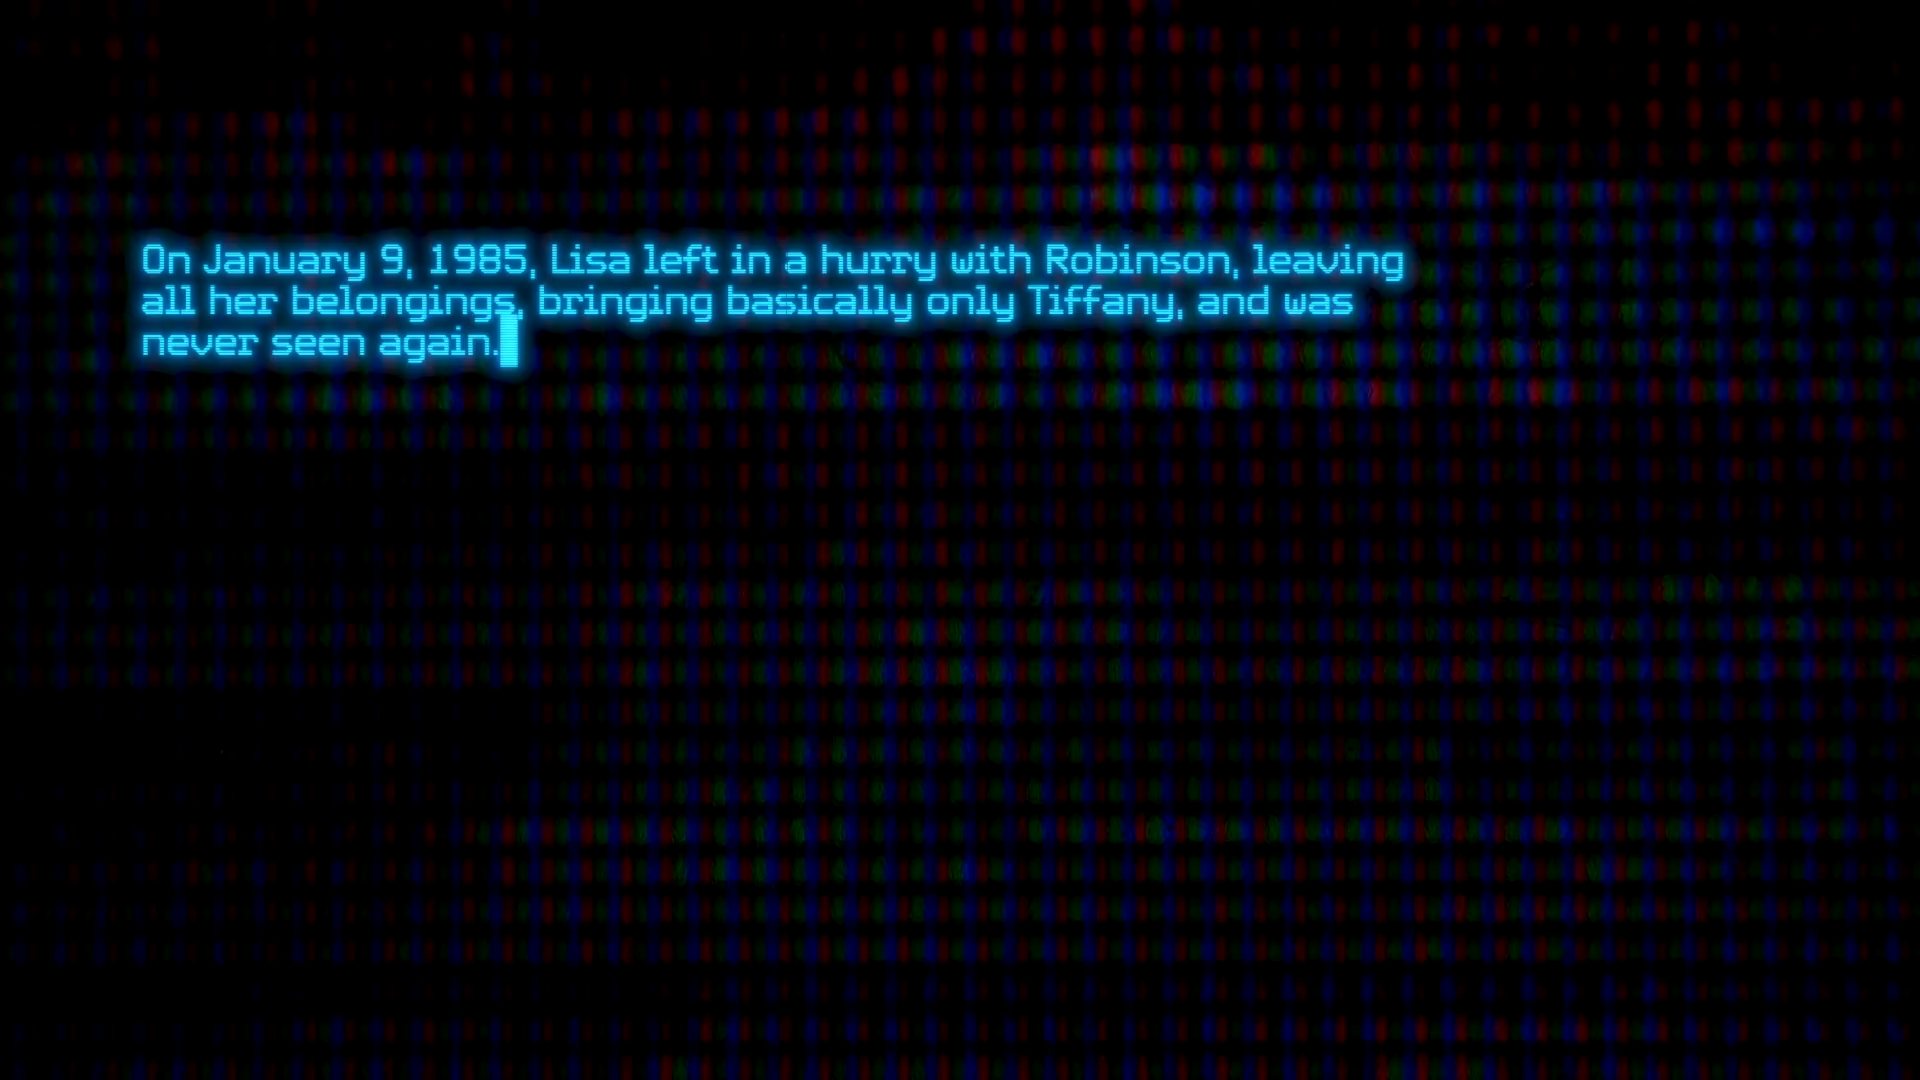 On January 9, 1985, Lisa left in a hurry with Robinson, leaving
all her belongings, bringing basically only Tiffany, and was
never seen again.